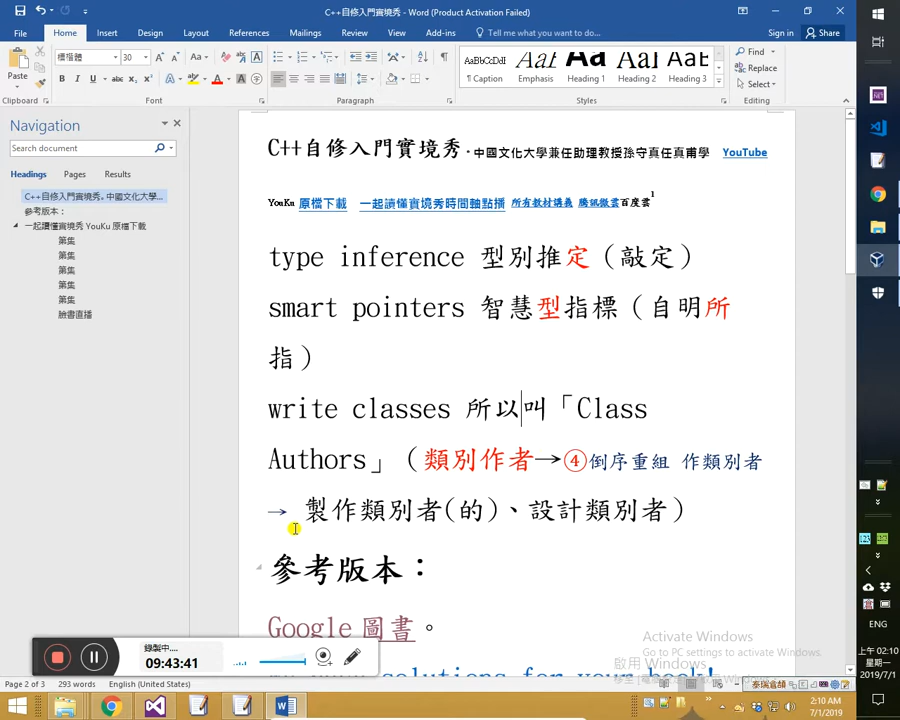 C++自修入門實境秀 - Word (Product Activation Failed)
File Home Insert Design Layout References Mailings Review View Add-ins Tell me what you want to do... Sign in Share
Paste
標楷體 30
Find
Replace
Select
AaBbCcDdI AaI Aa AaI AaB
¶ Caption Emphasis Heading 1 Heading 2 Heading 3
Clipboard Font Paragraph Styles Editing
Navigation
Search document
Headings Pages Results
C++自修入門實境秀。中國文化大學...
參考版本：
一起讀懂實境秀 YouKu 原檔下載
第集
第集
第集
第集
第集
臉書直播
C++自修入門實境秀。中國文化大學兼任助理教授孫守真任真甫學 YouTube
YouKu 原檔下載 一起讀懂實境秀時間軸點播 所有教材講義 騰訊微雲百度雲1
type inference 型別推定（敲定）
smart pointers 智慧型指標（自明所
指）
write classes 所以叫「Class
Authors」（類別作者→④倒序重組 作類別者
→ 製作類別者(的)、設計類別者）
參考版本：
Google 圖書。
solutions for your book!
錄製中....
09:43:41
Activate Windows
Go to PC settings to activate Windows.
啟用 Windows
Page 2 of 3 293 words English (United States)
ENG
上午 02:10
星期一
2019/7/1
2:10 AM
7/1/2019